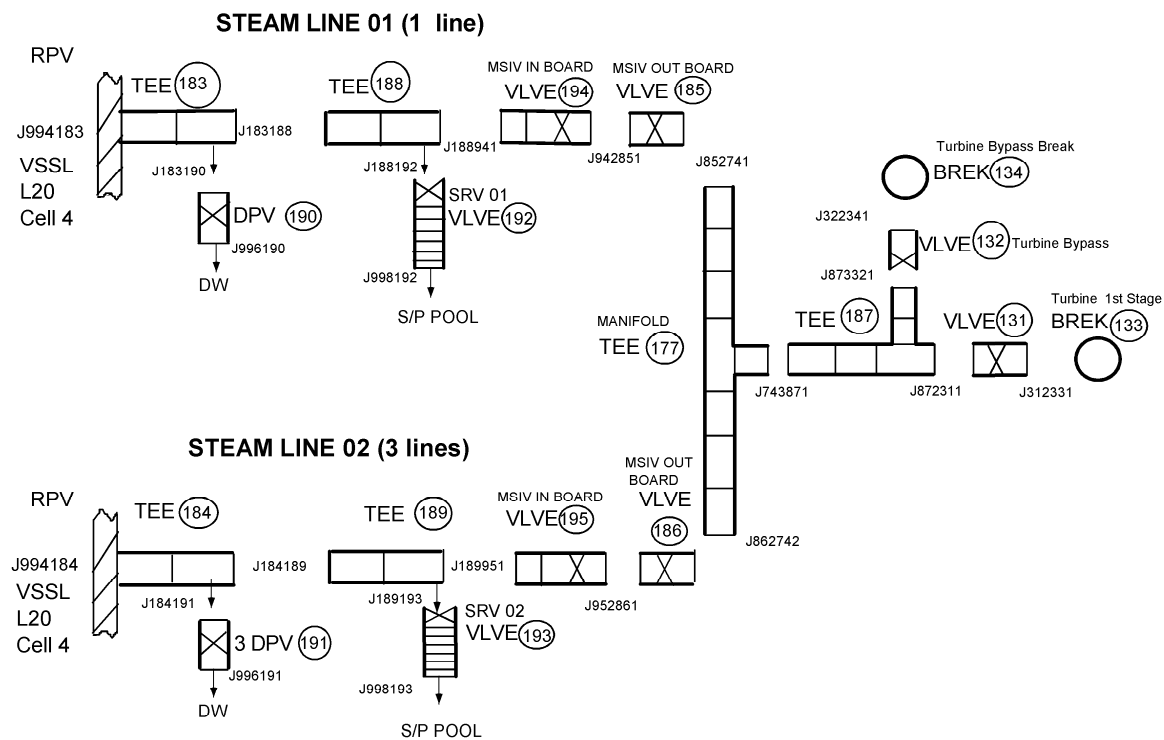 STEAM LINE 01 (1 line)
RPV
TEE 183
TEE 188
MSIV IN BOARD
VLVE 194
MSIV OUT BOARD
VLVE 185
J994183
J183188
J188941
J942851
J852741
VSSL
L20
Cell 4
J183190
DPV 190
J996190
DW
J188192
SRV 01
VLVE 192
J998192
S/P POOL
Turbine Bypass Break
BREK 134
J322341
VLVE 132 Turbine Bypass
J873321
MANIFOLD
TEE 177
TEE 187
VLVE 131
Turbine 1st Stage
BREK 133
J743871
J872311
J312331
STEAM LINE 02 (3 lines)
RPV
TEE 184
TEE 189
MSIV IN BOARD
VLVE 195
MSIV OUT
BOARD
VLVE
186
J862742
J994184
J184189
J189951
J952861
VSSL
L20
Cell 4
J184191
3 DPV 191
J996191
DW
J189193
SRV 02
VLVE 193
J998193
S/P POOL